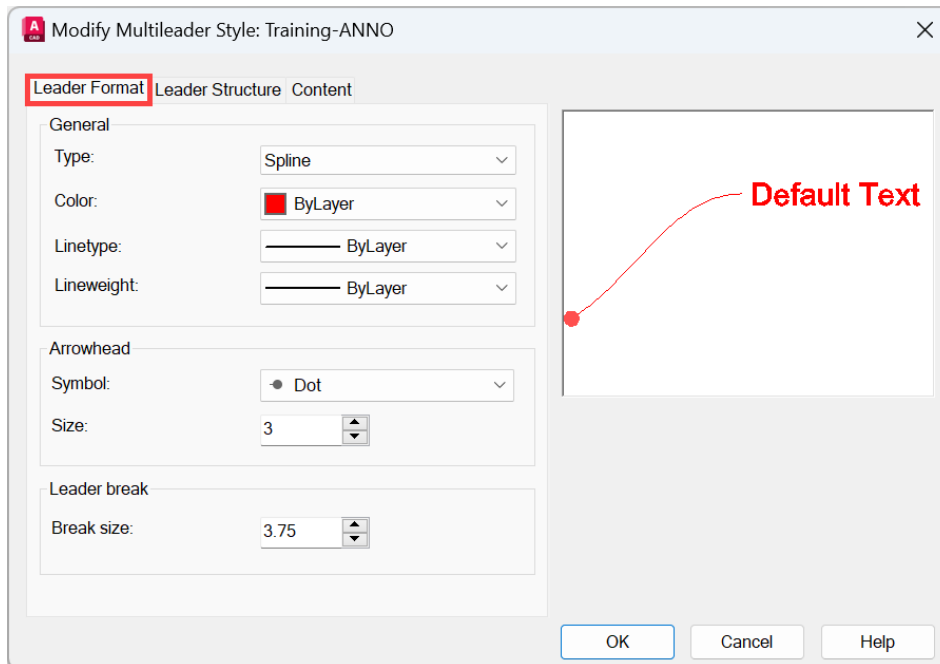 A
CAD
Modify Multileader Style: Training-ANNO
Leader Format Leader Structure Content
General
Type: Spline
Color: ByLayer
Linetype: ByLayer
Lineweight: ByLayer
Arrowhead
Symbol: Dot
Size: 3
Leader break
Break size: 3.75
Default Text
OK Cancel Help